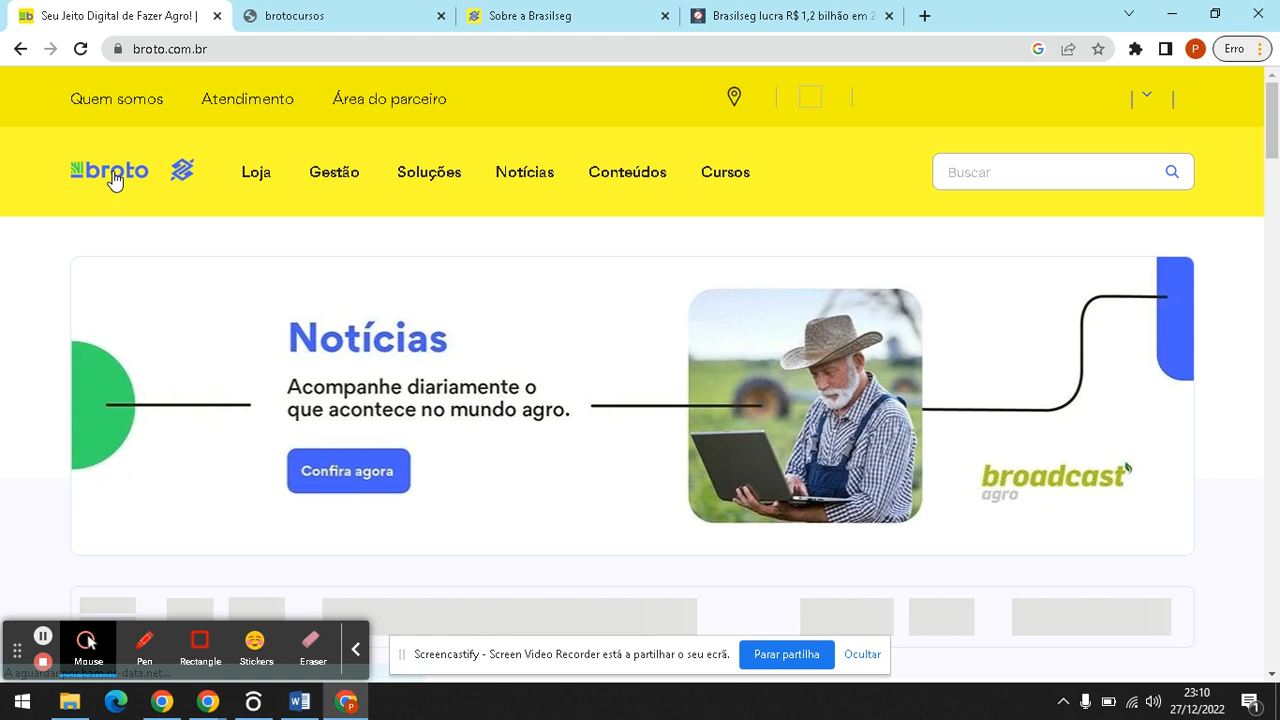 Seu Jeito Digital de Fazer Agro! |
brotocursos
Sobre a Brasilseg
Brasilseg lucra R$ 1,2 bilhão em 2
broto.com.br
P
Erro
Quem somos
Atendimento
Área do parceiro
broto
Loja
Gestão
Soluções
Notícias
Conteúdos
Cursos
Buscar
Notícias
Acompanhe diariamente o
que acontece no mundo agro.
Confira agora
broadcast
agro
Mouse
Pen
Rectangle
Stickers
Eraser
Screencastify - Screen Video Recorder está a partilhar o seu ecrã.
Parar partilha
Ocultar
23:10
27/12/2022